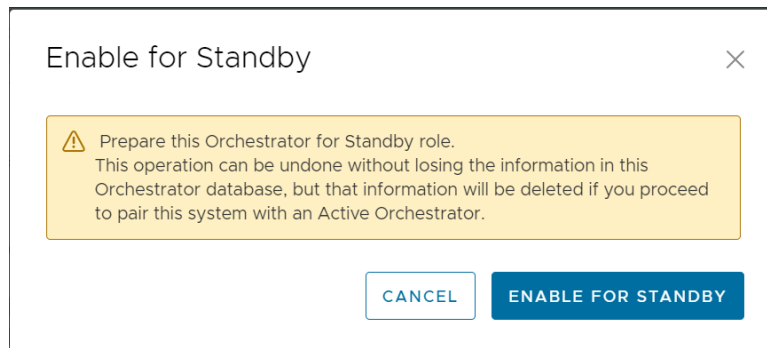 Enable for Standby
Prepare this Orchestrator for Standby role.
This operation can be undone without losing the information in this
Orchestrator database, but that information will be deleted if you proceed
to pair this system with an Active Orchestrator.
CANCEL
ENABLE FOR STANDBY